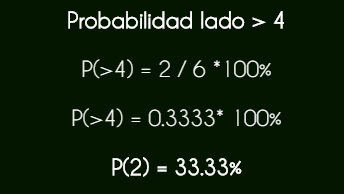 Probabilidad lado > 4
P(>4) = 2 / 6 *100%
P(>4) = 0.3333* 100%
P(2) = 33.33%